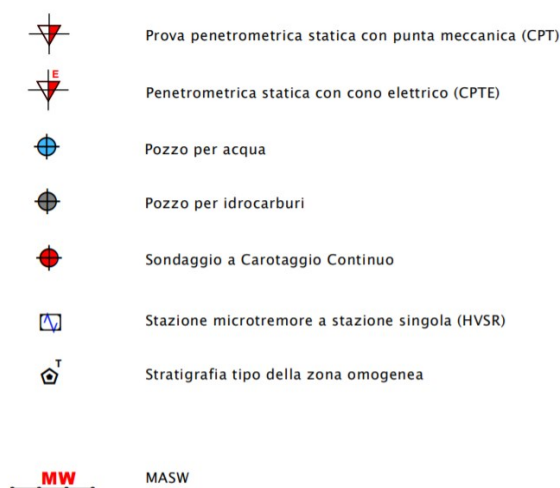 Prova penetrometrica statica con punta meccanica (CPT)
E
Penetrometrica statica con cono elettrico (CPTE)
Pozzo per acqua
Pozzo per idrocarburi
Sondaggio a Carotaggio Continuo
Stazione microtremore a stazione singola (HVSR)
T
Stratigrafia tipo della zona omogenea
MW MASW